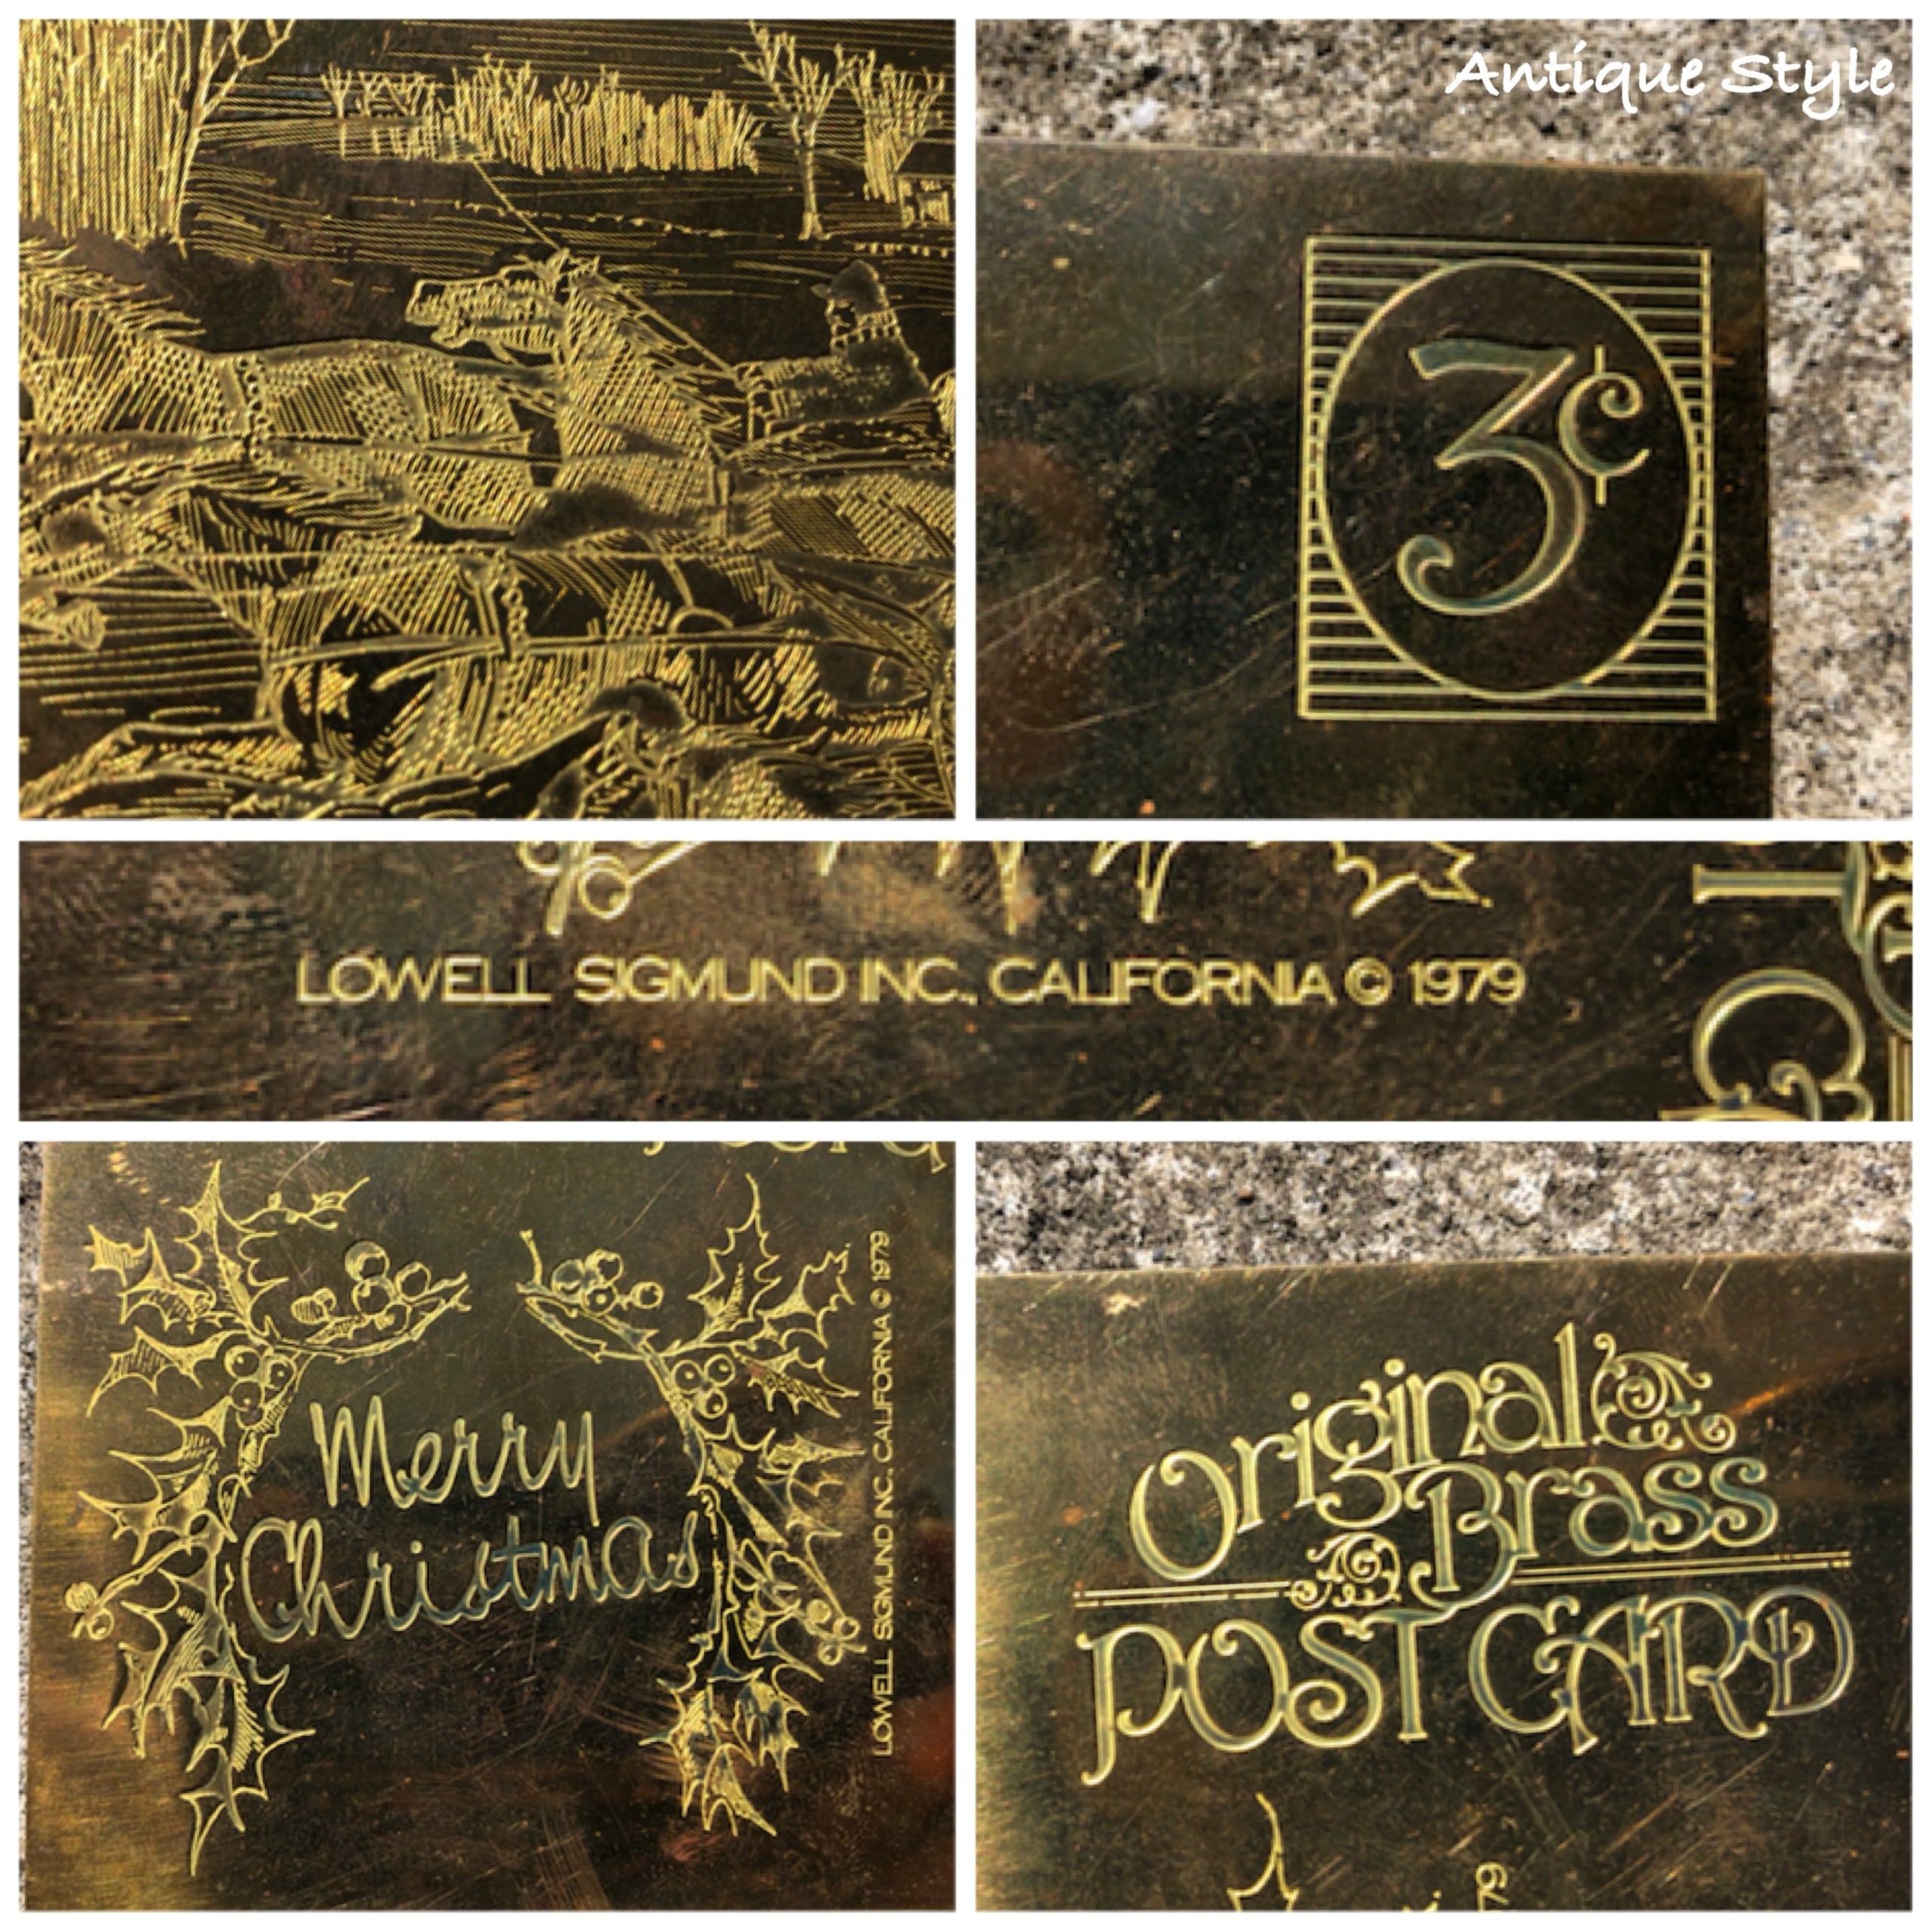 Antique Style
3¢
LOWELL SIGMUND INC., CALIFORNIA © 1979
T C
Merry
Christmas
LOWELL SIGMUND INC., CALIFORNIA © 1979
Original
Brass
POST CARD
79